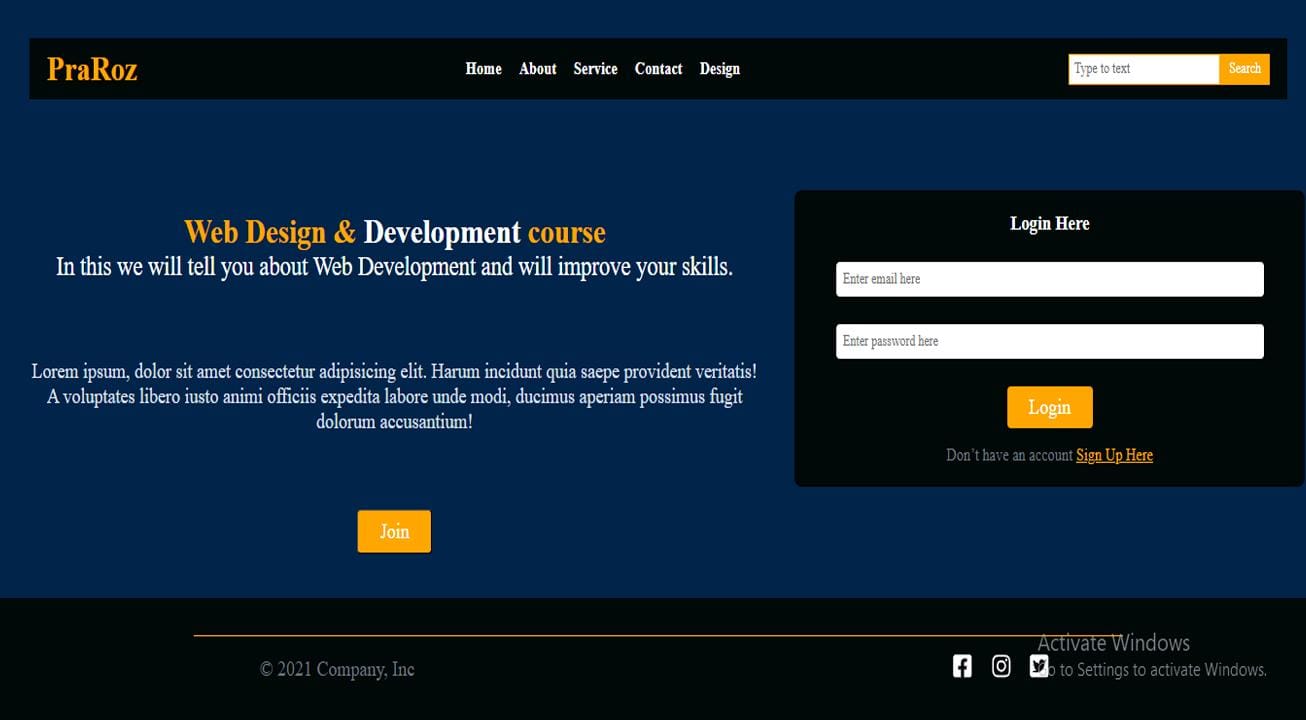 PraRoz
Home About Service Contact Design
Type to text Search
Web Design & Development course
In this we will tell you about Web Development and will improve your skills.
Lorem ipsum, dolor sit amet consectetur adipisicing elit. Harum incidunt quia saepe provident veritatis!
A voluptates libero iusto animi officiis expedita labore unde modi, ducimus aperiam possimus fugit
dolorum accusantium!
Join
Login Here
Enter email here
Enter password here
Login
Don't have an account Sign Up Here
© 2021 Company, Inc
Activate Windows
Go to Settings to activate Windows.